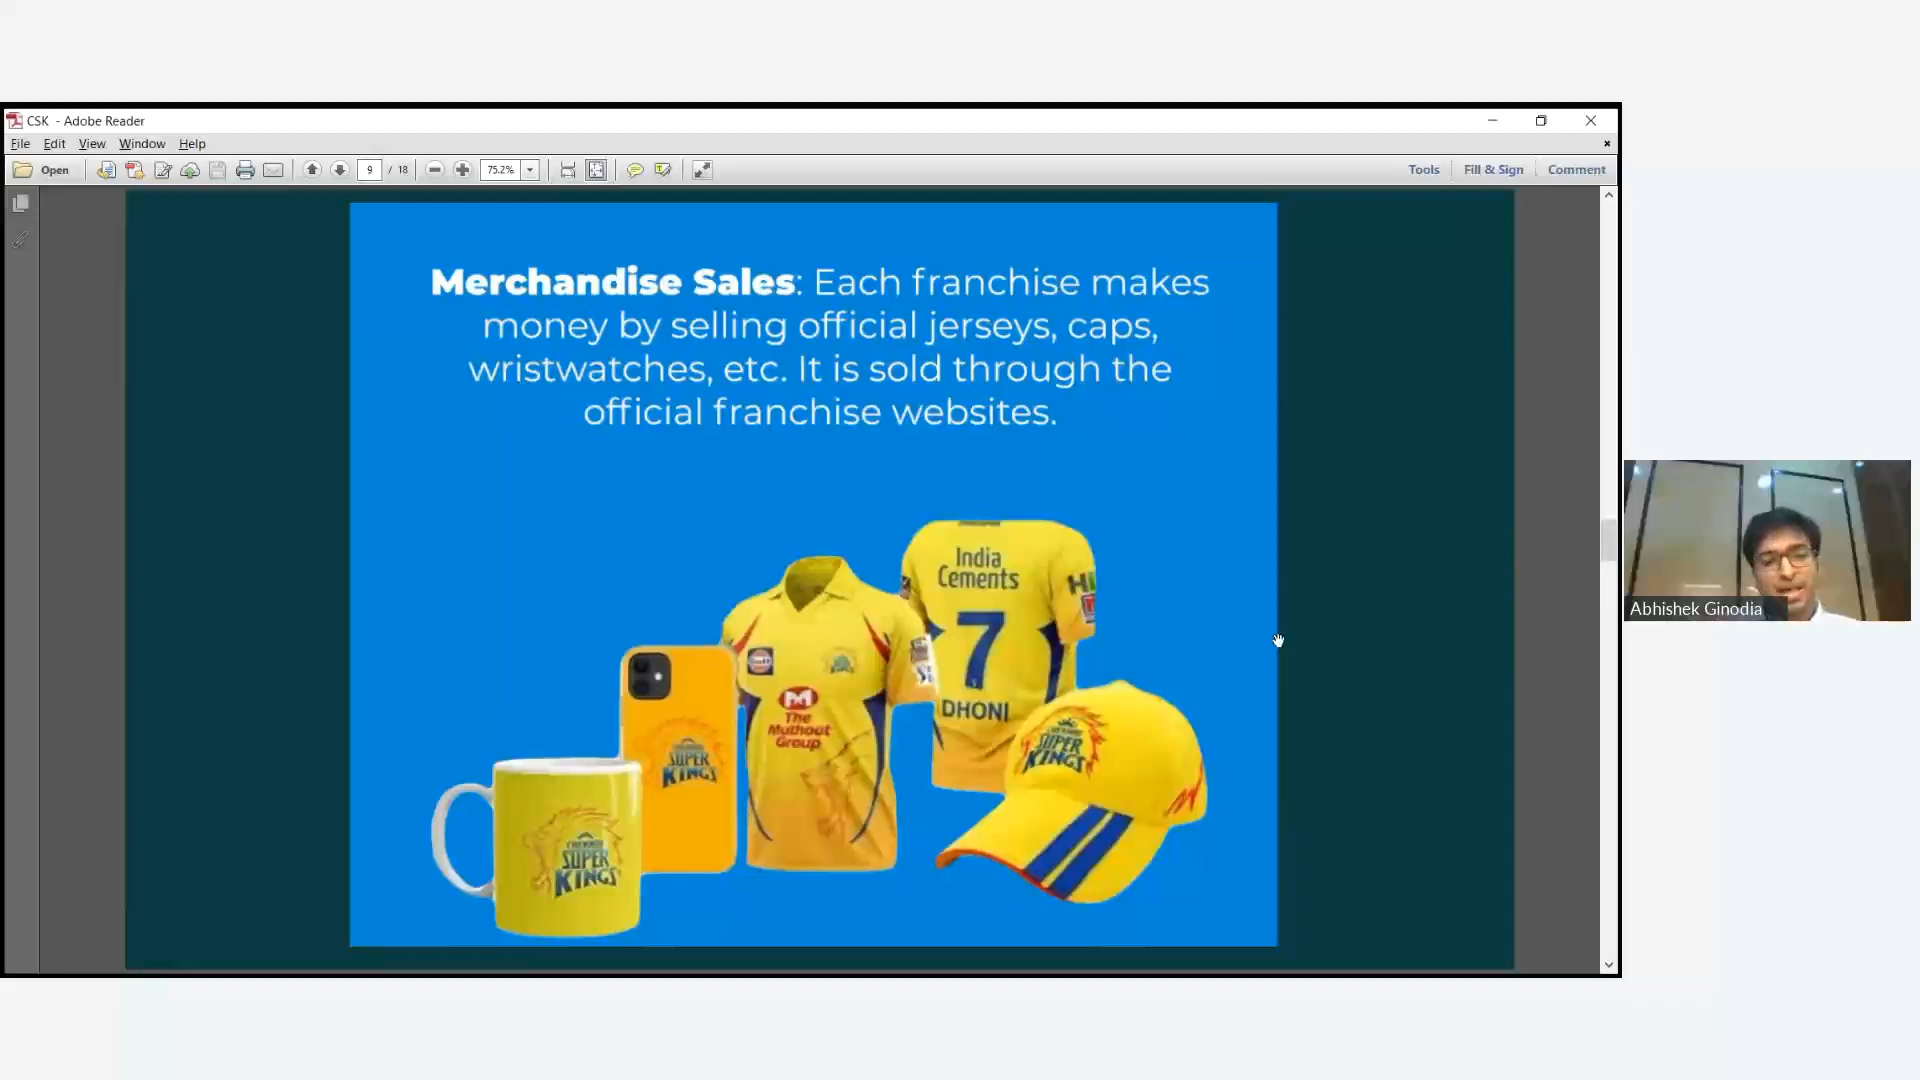 CSK - Adobe Reader
File Edit View Window Help
Open 9 / 18 75.2% Tools Fill & Sign Comment
Merchandise Sales: Each franchise makes
money by selling official jerseys, caps,
wristwatches, etc. It is sold through the
official franchise websites.
India
Cements
7
DHONI
Gulf
The
Muthoot
Group
SUPER
KINGS
SUPER
KINGS
CHENNAI
SUPER
KINGS
Abhishek Ginodia